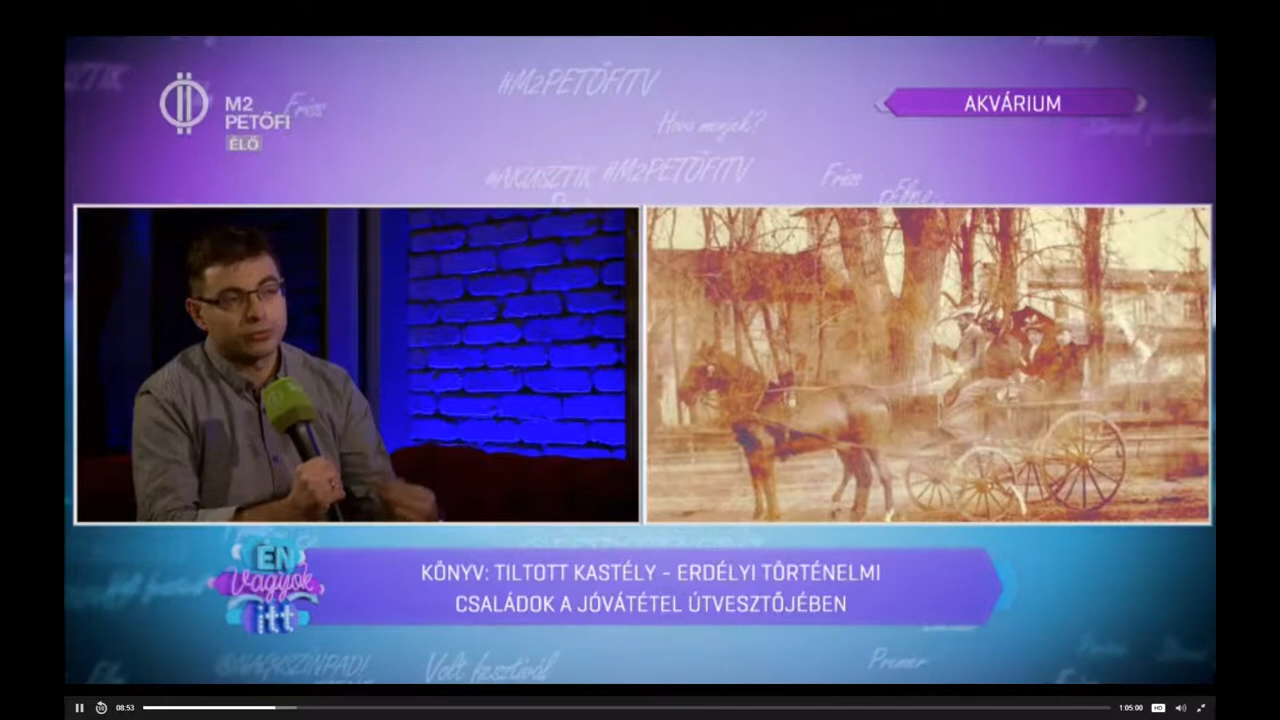 #M2PETŐFITV
M2
PETŐFI
ÉLŐ
AKVÁRIUM
Hova menjek?
#AKUSZTIK #M2PETŐFITV
Friss
ÉN
Vagyok
itt
KÖNYV: TILTOTT KASTÉLY - ERDÉLYI TÖRTÉNELMI
CSALÁDOK A JÓVÁTÉTEL ÚTVESZTŐJÉBEN
Volt fesztivál
Premier
10
08:53
1:05:00
HD